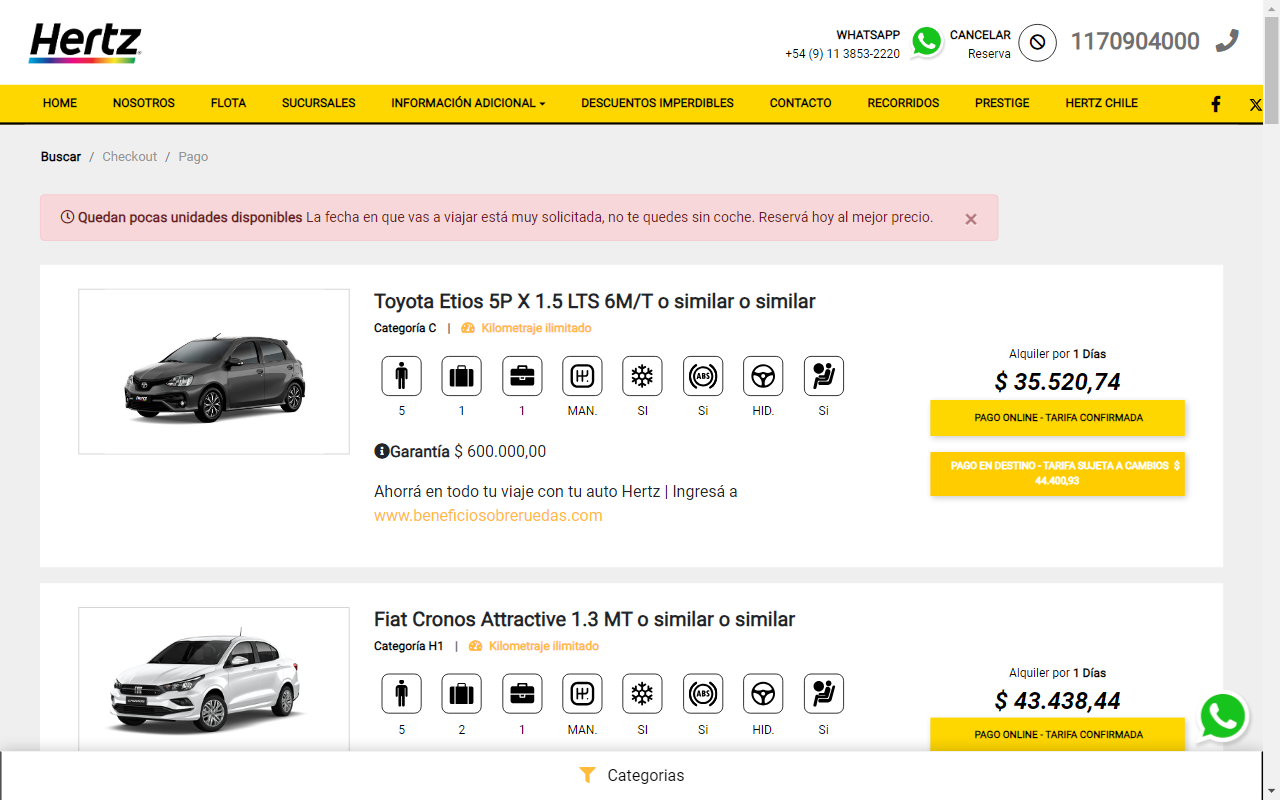 Hertz
WHATSAPP
+54 (9) 11 3853-2220
CANCELAR
Reserva
1170904000
HOME NOSOTROS FLOTA SUCURSALES INFORMACIÓN ADICIONAL DESCUENTOS IMPERDIBLES CONTACTO RECORRIDOS PRESTIGE HERTZ CHILE
Buscar / Checkout / Pago
Quedan pocas unidades disponibles La fecha en que vas a viajar está muy solicitada, no te quedes sin coche. Reservá hoy al mejor precio. ×
Toyota Etios 5P X 1.5 LTS 6M/T o similar o similar
Categoría C | Kilometraje ilimitado
ABS
5 1 1 MAN. SI Si HID. Si
Garantía $ 600.000,00
Ahorrá en todo tu viaje con tu auto Hertz | Ingresá a
www.beneficiosobreruedas.com
Alquiler por 1 Días
$ 35.520,74
PAGO ONLINE - TARIFA CONFIRMADA
PAGO EN DESTINO - TARIFA SUJETA A CAMBIOS $
44.400,93
Fiat Cronos Attractive 1.3 MT o similar o similar
Categoría H1 | Kilometraje ilimitado
ABS
5 2 1 MAN. SI Si HID. Si
Alquiler por 1 Días
$ 43.438,44
PAGO ONLINE - TARIFA CONFIRMADA
Categorias